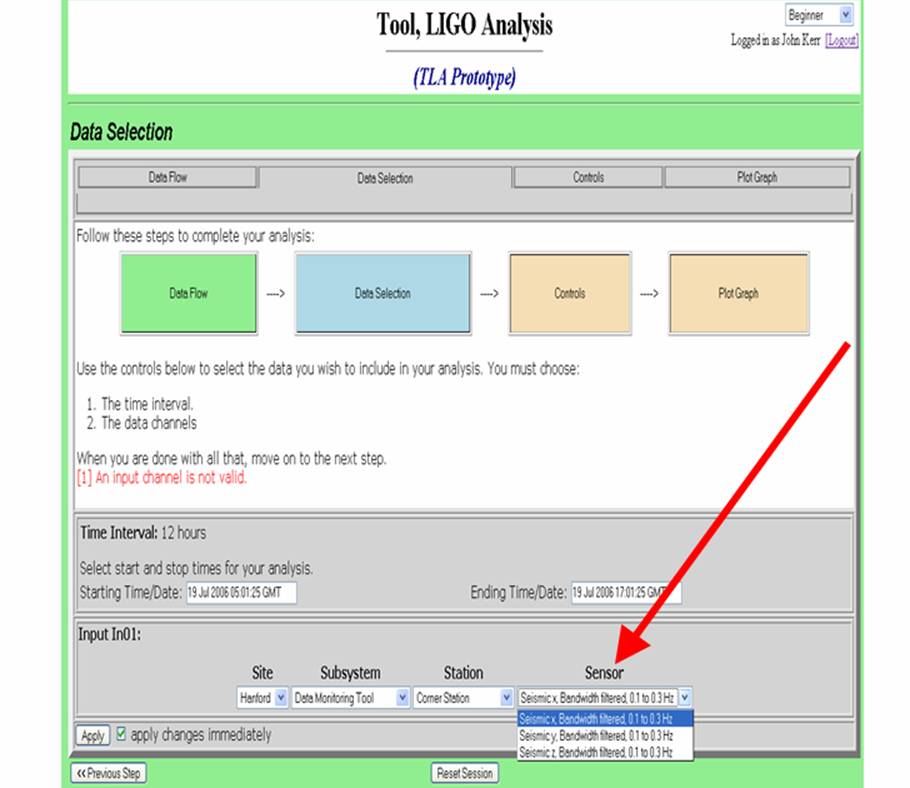 Tool, LIGO Analysis
Beginner
Logged in as John Kerr [Logout]
(TLA Prototype)
Data Selection
Data Flow Data Selection Controls Plot Graph
Follow these steps to complete your analysis:
Data Flow ----> Data Selection ----> Controls ----> Plot Graph
Use the controls below to select the data you wish to include in your analysis. You must choose:
1. The time interval.
2. The data channels
When you are done with all that, move on to the next step.
[1] An input channel is not valid.
Time Interval: 12 hours
Select start and stop times for your analysis.
Starting Time/Date: 19 Jul 2006 05:01:25 GMT Ending Time/Date: 19 Jul 2006 17:01:25 GMT
Input In01:
Site Subsystem Station Sensor
Hanford Data Monitoring Tool Corner Station Seismic x, Bandwidth filtered, 0.1 to 0.3 Hz
Seismic x, Bandwidth filtered, 0.1 to 0.3 Hz
Seismic y, Bandwidth filtered, 0.1 to 0.3 Hz
Seismic z, Bandwidth filtered, 0.1 to 0.3 Hz
Apply apply changes immediately
<< Previous Step Reset Session